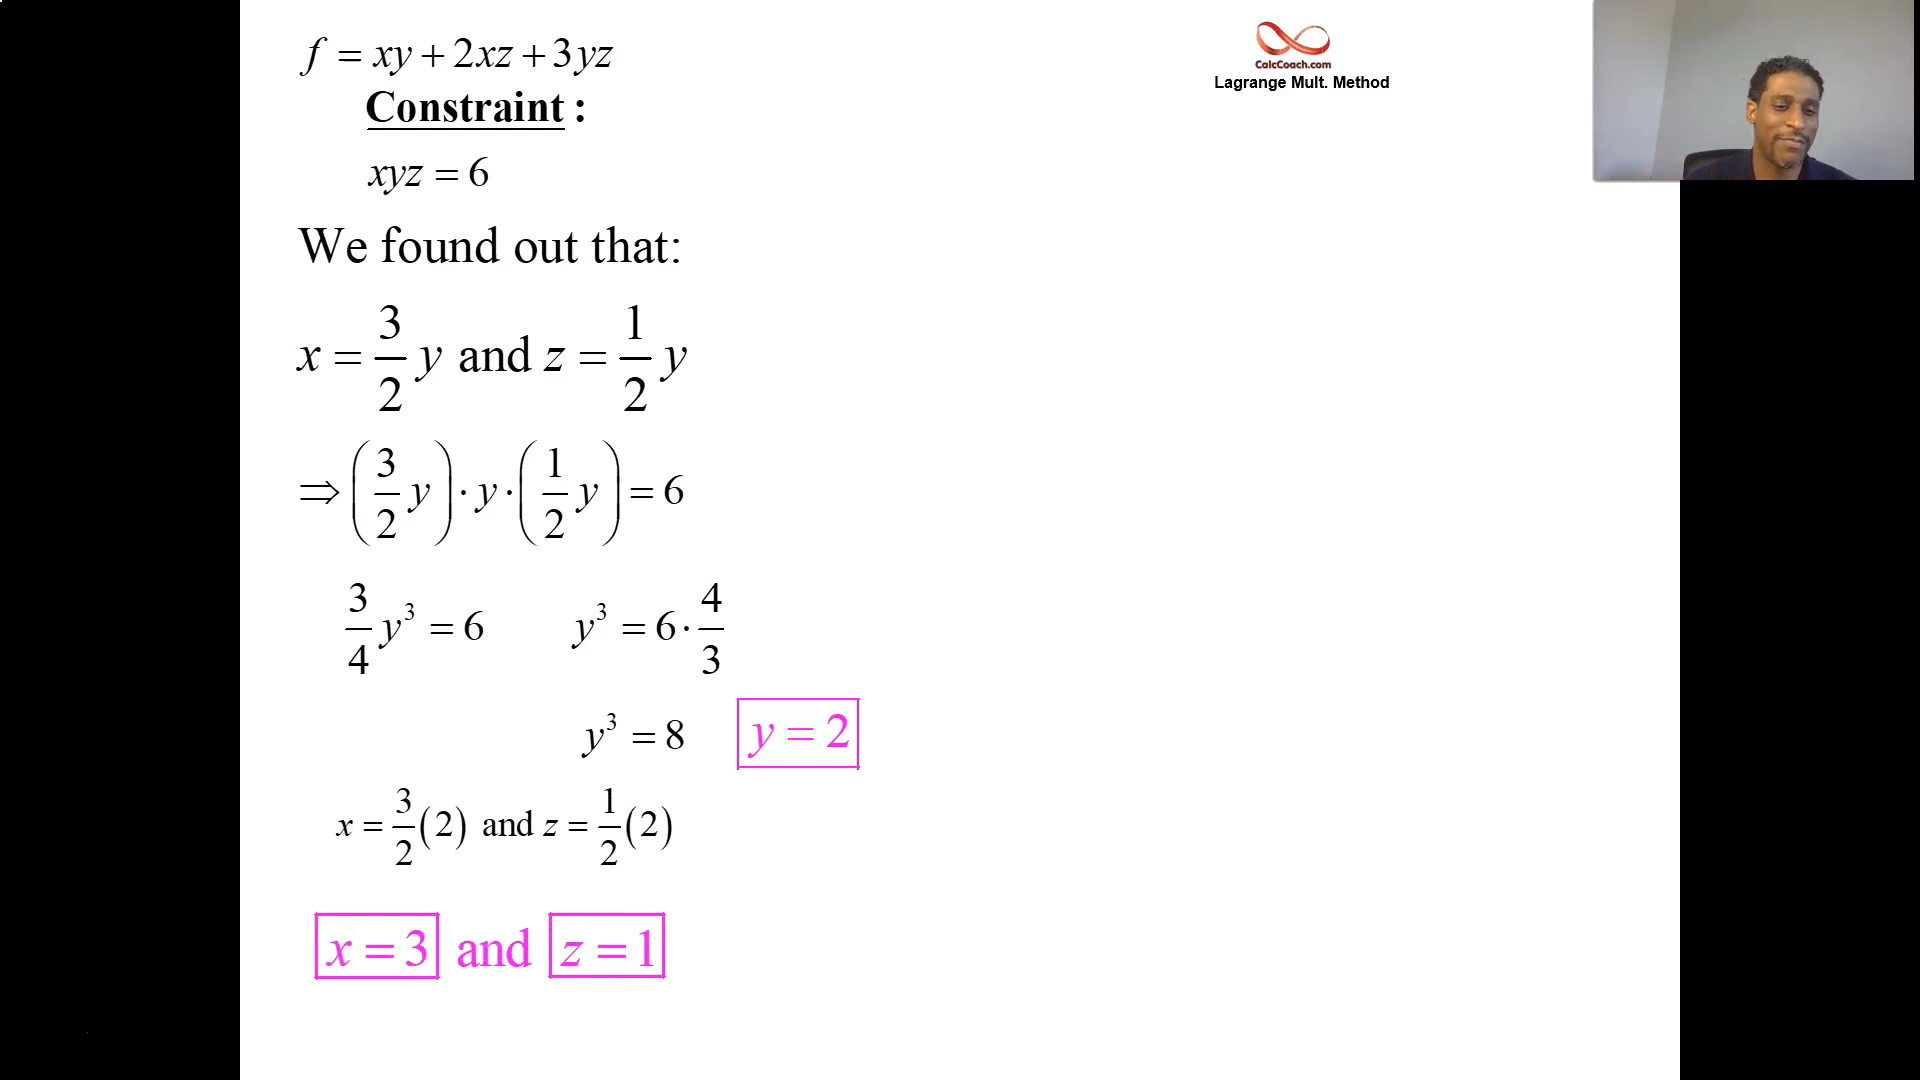 f = xy + 2xz + 3yz
Constraint :
xyz = 6
We found out that:
x = 3/2 y and z = 1/2 y
⇒ (3/2 y) · y · (1/2 y) = 6
3/4 y³ = 6 y³ = 6 · 4/3
y³ = 8 y = 2
x = 3/2 (2) and z = 1/2 (2)
x = 3 and z = 1
CalcCoach.com
Lagrange Mult. Method